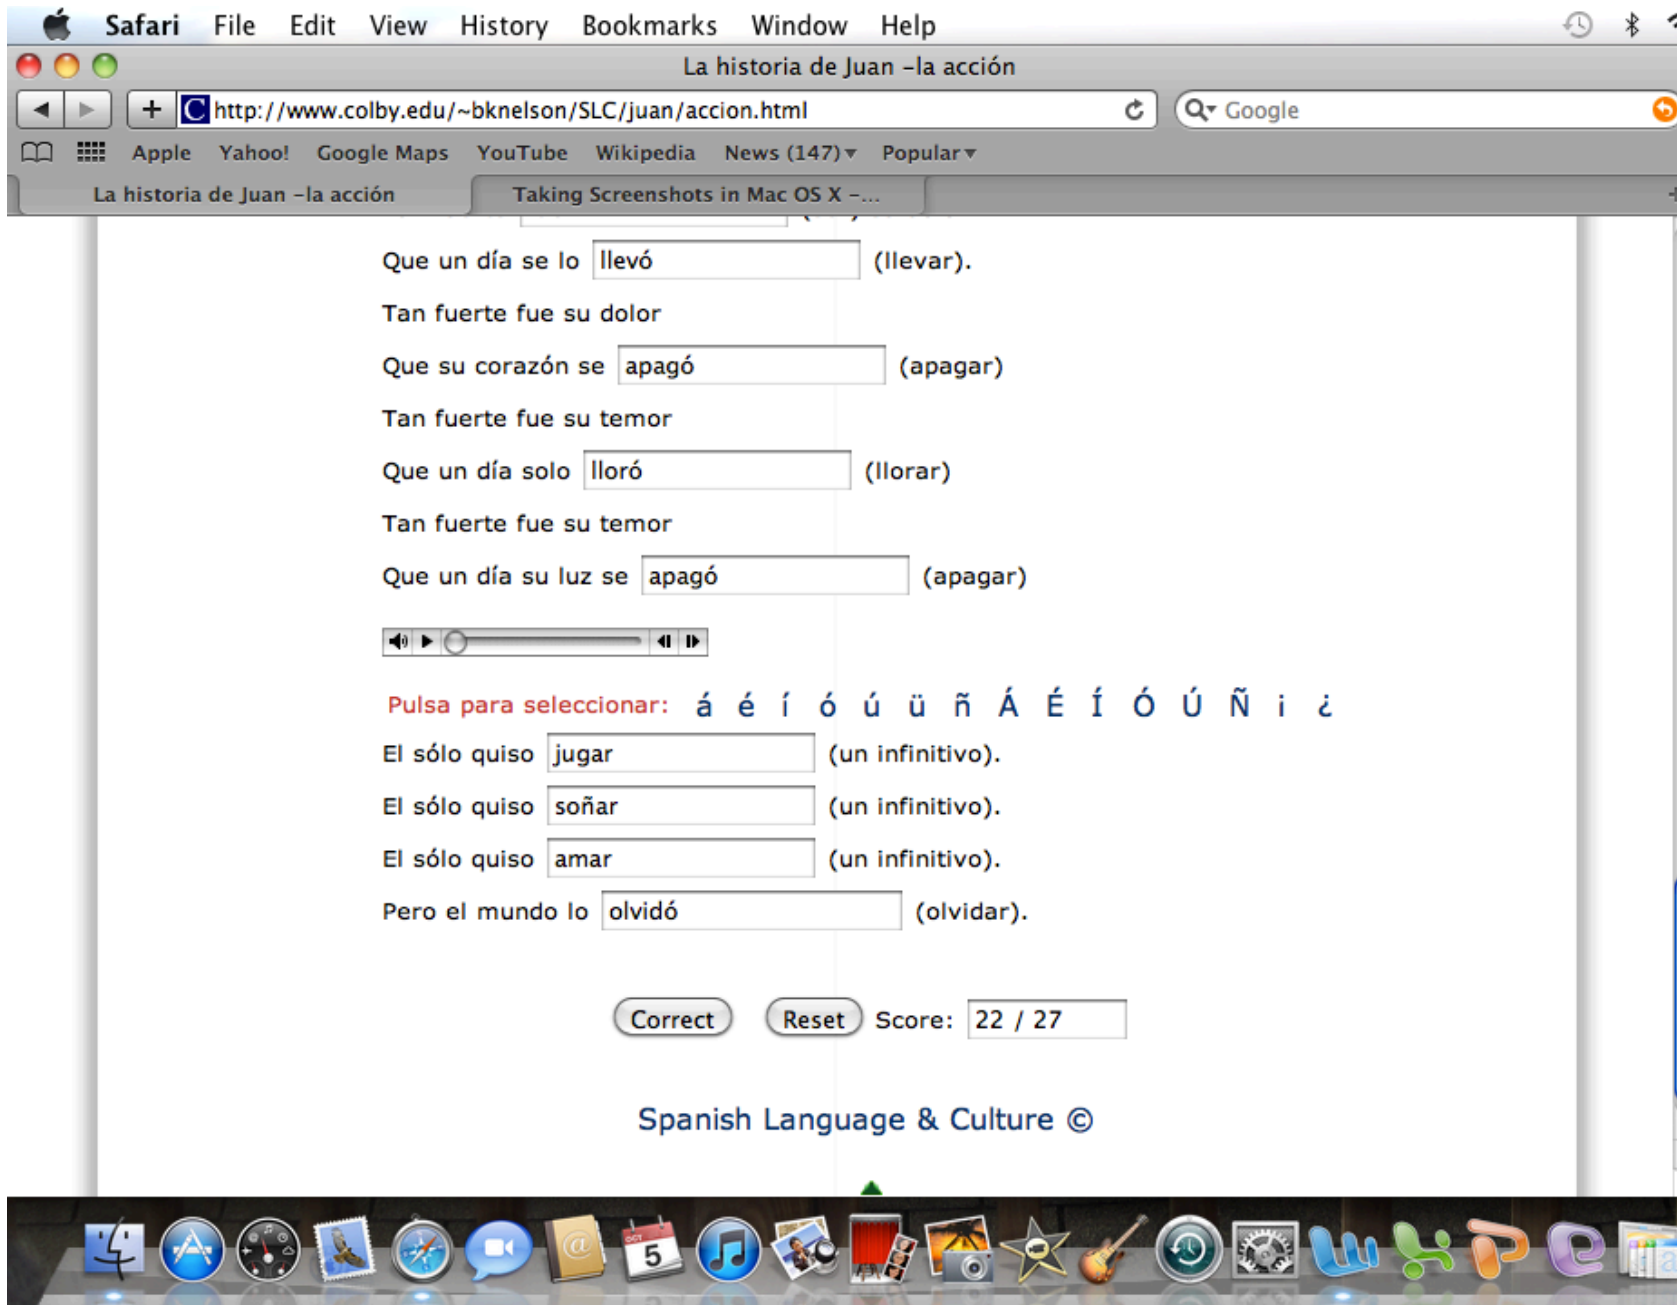 Safari File Edit View History Bookmarks Window Help
La historia de Juan –la acción
+ C http://www.colby.edu/~bknelson/SLC/juan/accion.html Google
Apple Yahoo! Google Maps YouTube Wikipedia News (147) Popular
La historia de Juan –la acción Taking Screenshots in Mac OS X –...
Que un día se lo llevó (llevar).
Tan fuerte fue su dolor
Que su corazón se apagó (apagar)
Tan fuerte fue su temor
Que un día solo lloró (llorar)
Tan fuerte fue su temor
Que un día su luz se apagó (apagar)
Pulsa para seleccionar: á é í ó ú ü ñ Á É Í Ó Ú Ñ ¡ ¿
El sólo quiso jugar (un infinitivo).
El sólo quiso soñar (un infinitivo).
El sólo quiso amar (un infinitivo).
Pero el mundo lo olvidó (olvidar).
Correct Reset Score: 22 / 27
Spanish Language & Culture ©
OCT
5